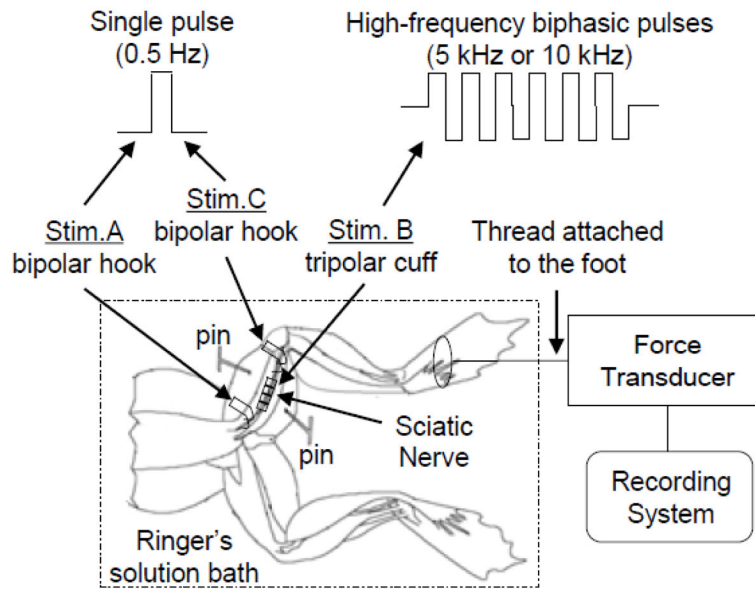 Single pulse
(0.5 Hz)
High-frequency biphasic pulses
(5 kHz or 10 kHz)
Stim.C
bipolar hook
Stim.A
bipolar hook
Stim. B
tripolar cuff
Thread attached
to the foot
pin
pin
Sciatic
Nerve
Ringer's
solution bath
Force
Transducer
Recording
System